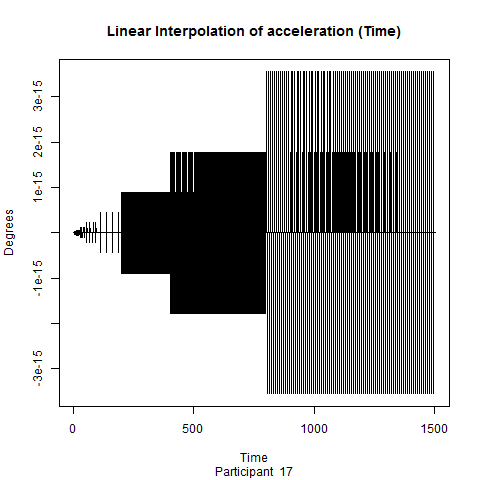 Linear Interpolation of acceleration (Time)
3e-15
2e-15
1e-15
-1e-15
-3e-15
Degrees
0
500
1000
1500
Time
Participant 17